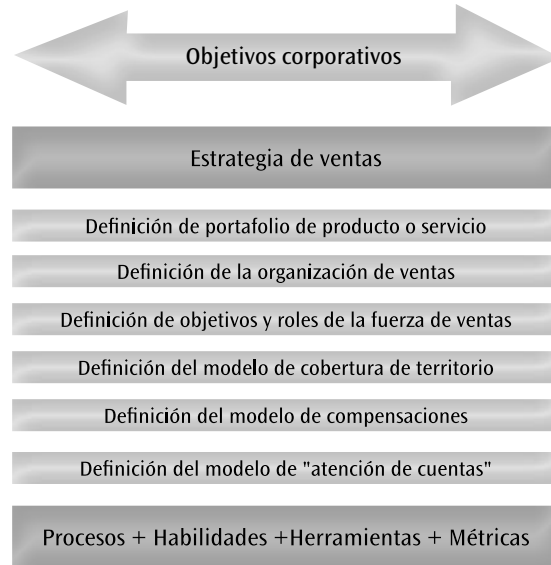 Objetivos corporativos
Estrategia de ventas
Definición de portafolio de producto o servicio
Definición de la organización de ventas
Definición de objetivos y roles de la fuerza de ventas
Definición del modelo de cobertura de territorio
Definición del modelo de compensaciones
Definición del modelo de "atención de cuentas"
Procesos + Habilidades +Herramientas + Métricas